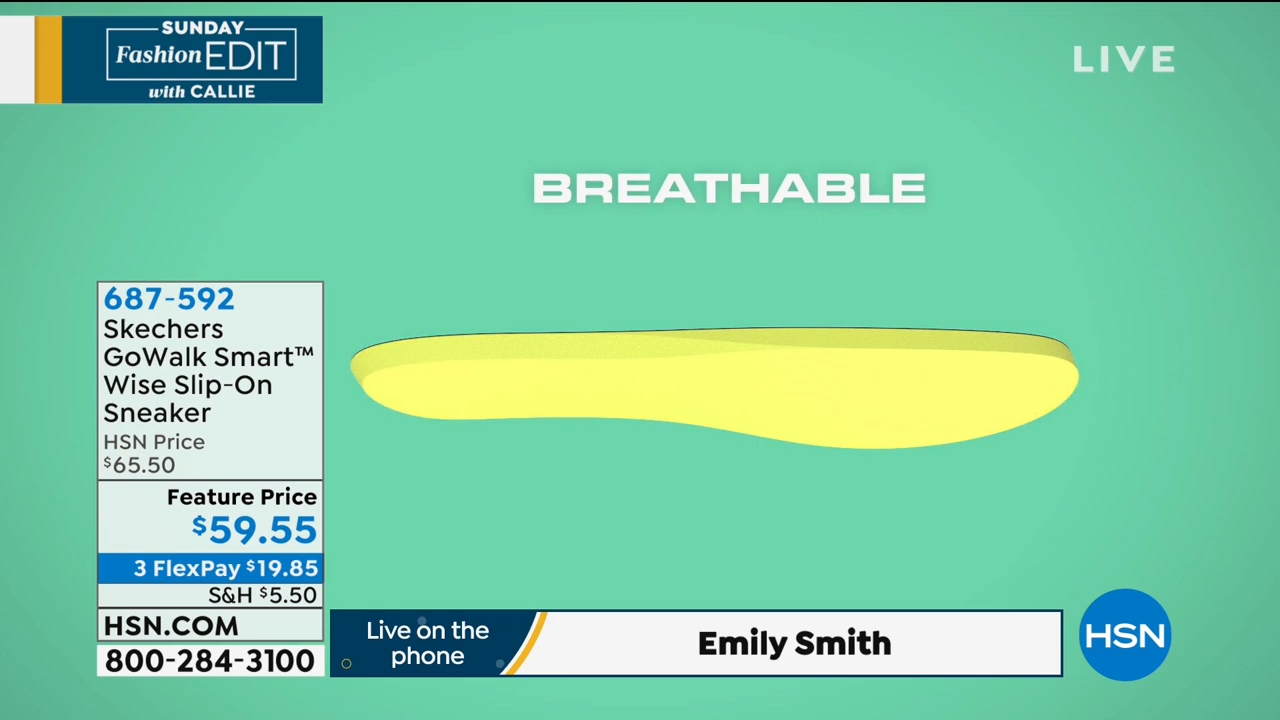 SUNDAY
Fashion EDIT
with CALLIE
LIVE
BREATHABLE
687-592
Skechers
GoWalk Smart™
Wise Slip-On
Sneaker
HSN Price
$65.50
Feature Price
$59.55
3 FlexPay $19.85
S&H $5.50
HSN.COM
800-284-3100
Live on the
phone
Emily Smith
HSN